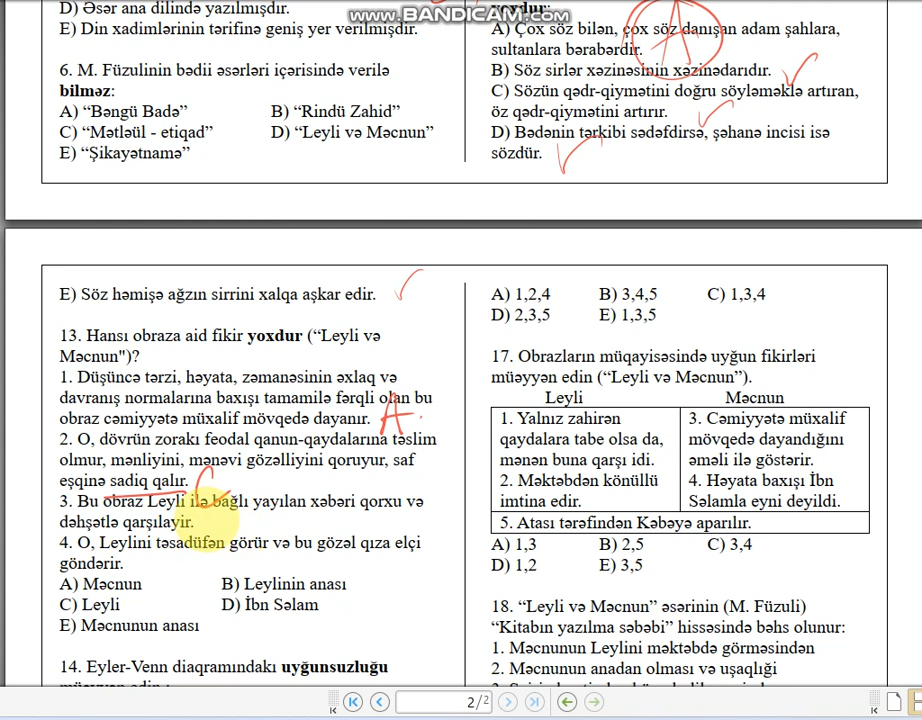 D) Əsər ana dilində yazılmışdır.
E) Din xadimlərinin tərifinə geniş yer verilmişdir.
6. M. Füzulinin bədii əsərləri içərisində verilə
bilməz:
A) “Bəngü Badə” B) “Rindü Zahid”
C) “Mətləül - etiqad” D) “Leyli və Məcnun”
E) “Şikayətnamə”
www.BANDICAM.com
yoxdur:
A) Çox söz bilən, çox söz danışan adam şahlara,
sultanlara bərabərdir.
B) Söz sirlər xəzinəsinin xəzinədarıdır.
C) Sözün qədr-qiymətini doğru söyləməklə artıran,
öz qədr-qiymətini artırır.
D) Bədənin tərkibi sədəfdirsə, şəhanə incisi isə
sözdür.
A
E) Söz həmişə ağzın sirrini xalqa aşkar edir.
13. Hansı obraza aid fikir yoxdur (“Leyli və
Məcnun")?
1. Düşüncə tərzi, həyata, zəmanəsinin əxlaq və
davranış normalarına baxışı tamamilə fərqli olan bu
obraz cəmiyyətə müxalif mövqedə dayanır.
A
2. O, dövrün zorakı feodal qanun-qaydalarına təslim
olmur, mənliyini, mənəvi gözəlliyini qoruyur, saf
eşqinə sadiq qalır.
C
3. Bu obraz Leyli ilə bağlı yayılan xəbəri qorxu və
dəhşətlə qarşılayir.
4. O, Leylini təsadüfən görür və bu gözəl qıza elçi
göndərir.
A) Məcnun B) Leylinin anası
C) Leyli D) İbn Səlam
E) Məcnunun anası
14. Eyler-Venn diaqramındakı uyğunsuzluğu
A) 1,2,4 B) 3,4,5 C) 1,3,4
D) 2,3,5 E) 1,3,5
17. Obrazların müqayisəsində uyğun fikirləri
müəyyən edin (“Leyli və Məcnun”).
Leyli Məcnun
1. Yalnız zahirən
qaydalara tabe olsa da,
mənən buna qarşı idi.
2. Məktəbdən könüllü
imtina edir.
3. Cəmiyyətə müxalif
mövqedə dayandığını
əməli ilə göstərir.
4. Həyata baxışı İbn
Səlamla eyni deyildi.
5. Atası tərəfindən Kəbəyə aparılır.
A) 1,3 B) 2,5 C) 3,4
D) 1,2 E) 3,5
18. “Leyli və Məcnun” əsərinin (M. Füzuli)
“Kitabın yazılma səbəbi” hissəsində bəhs olunur:
1. Məcnunun Leylini məktəbdə görməsindən
2. Məcnunun anadan olması və uşaqlığı
2/2